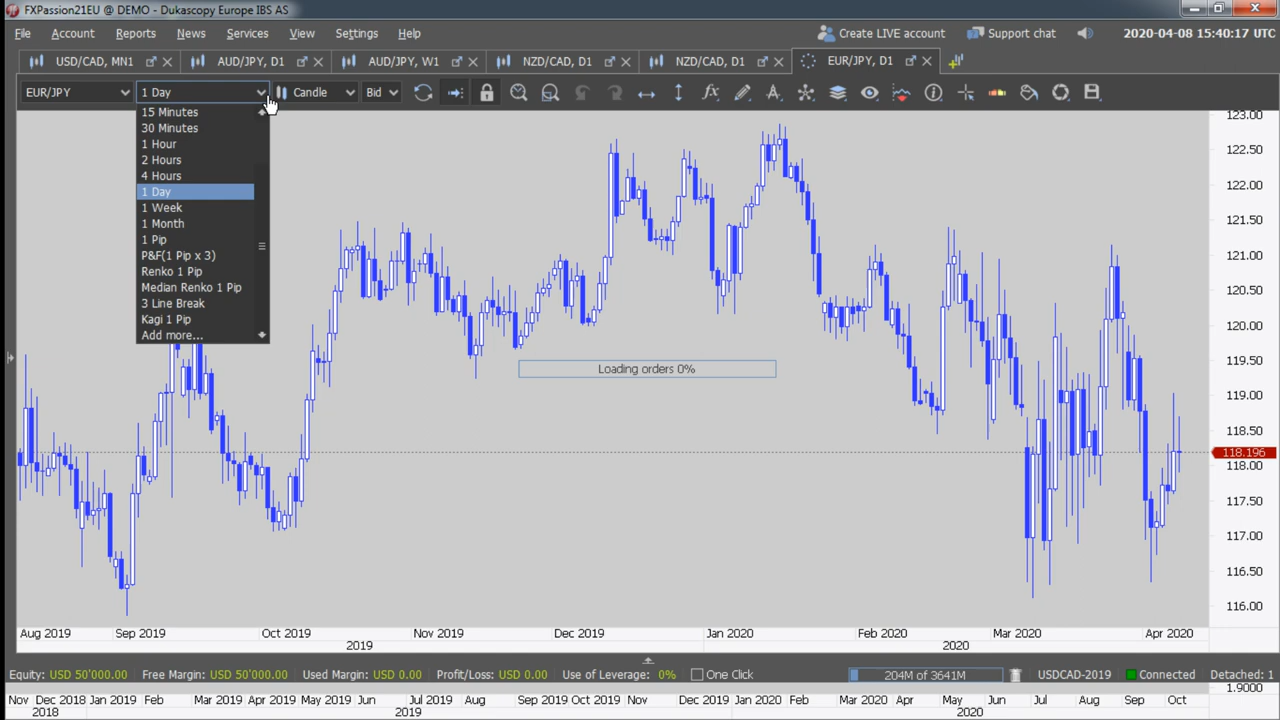 FXPassion21EU @ DEMO - Dukascopy Europe IBS AS
File Account Reports News Services View Settings Help Create LIVE account Support chat 2020-04-08 15:40:17 UTC
USD/CAD, MN1 AUD/JPY, D1 AUD/JPY, W1 NZD/CAD, D1 NZD/CAD, D1 EUR/JPY, D1
EUR/JPY 1 Day Candle Bid
15 Minutes
30 Minutes
1 Hour
2 Hours
4 Hours
1 Day
1 Week
1 Month
1 Pip
P&F(1 Pip x 3)
Renko 1 Pip
Median Renko 1 Pip
3 Line Break
Kagi 1 Pip
Add more...
Loading orders 0%
123.00
122.50
122.00
121.50
121.00
120.50
120.00
119.50
119.00
118.50
118.196
118.00
117.50
117.00
116.50
116.00
Aug 2019 Sep 2019 Oct 2019 Nov 2019 Dec 2019 Jan 2020 Feb 2020 Mar 2020 Apr 2020
2019 2020
Equity: USD 50'000.00 Free Margin: USD 50'000.00 Used Margin: USD 0.00 Profit/Loss: USD 0.00 Use of Leverage: 0% One Click 204M of 3641M USDCAD-2019 Connected Detached: 1
1.9000
Nov Dec 2018 Jan 2019 Feb Mar 2019 Apr 2019 May 2019 Jun Jul 2019 Aug Sep 2019 Oct 2019 Nov Dec 2019 Jan 2020 Feb Mar 2020 Apr May 2020 Jun Jul Aug Sep Oct
2018 2019 2020